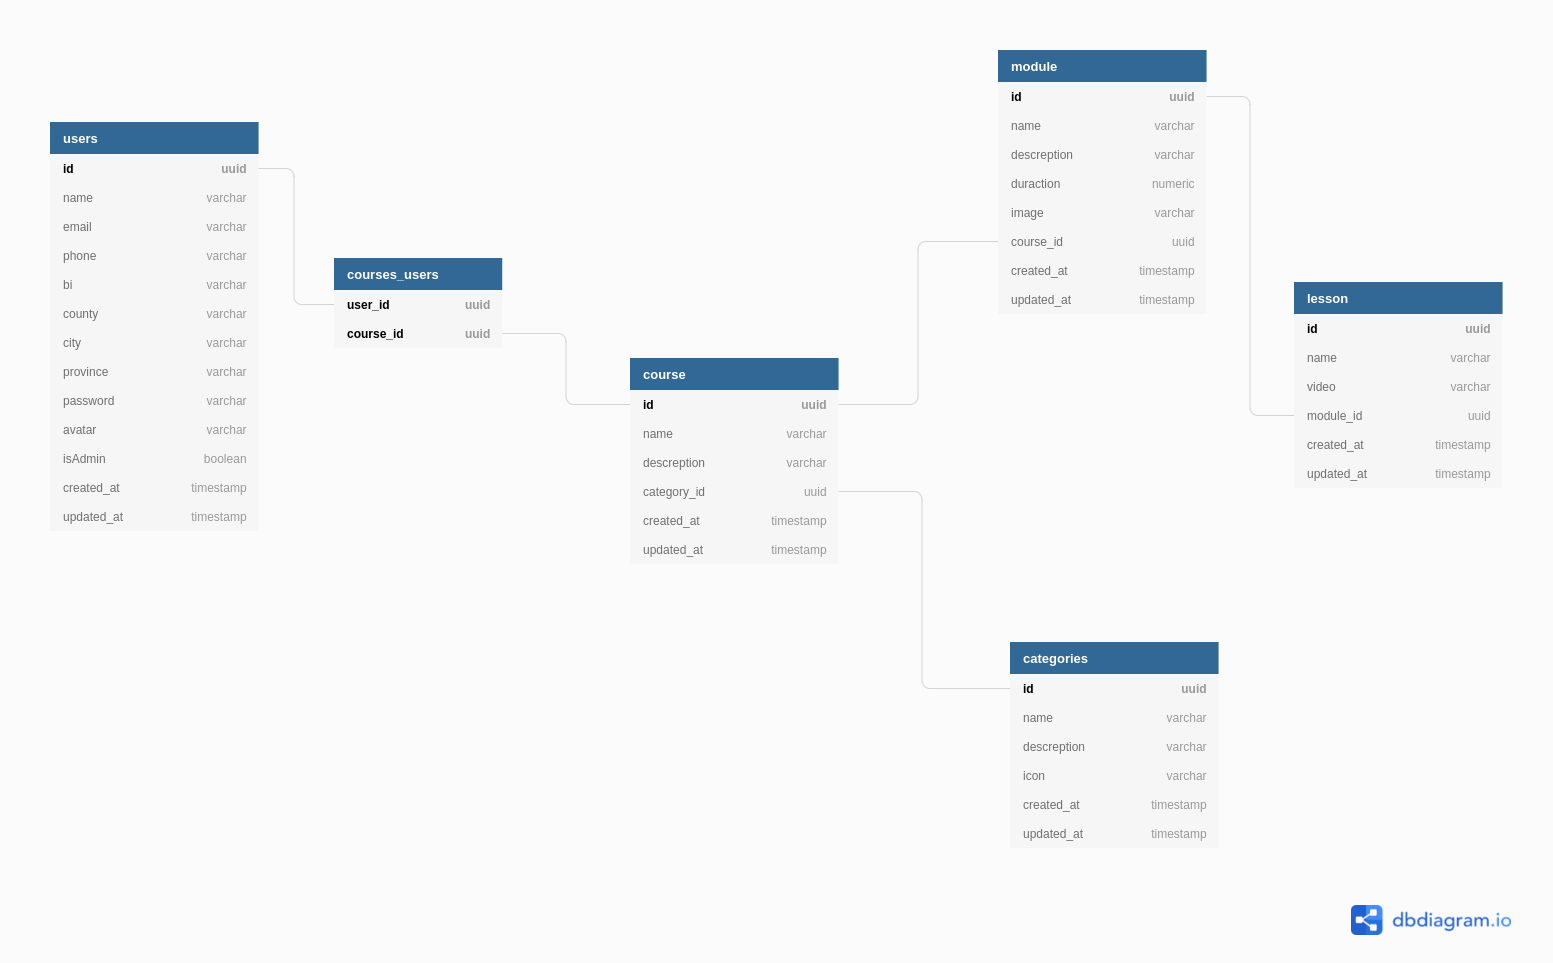 users
id uuid
name varchar
email varchar
phone varchar
bi varchar
county varchar
city varchar
province varchar
password varchar
avatar varchar
isAdmin boolean
created_at timestamp
updated_at timestamp
courses_users
user_id uuid
course_id uuid
course
id uuid
name varchar
descreption varchar
category_id uuid
created_at timestamp
updated_at timestamp
module
id uuid
name varchar
descreption varchar
duraction numeric
image varchar
course_id uuid
created_at timestamp
updated_at timestamp
lesson
id uuid
name varchar
video varchar
module_id uuid
created_at timestamp
updated_at timestamp
categories
id uuid
name varchar
descreption varchar
icon varchar
created_at timestamp
updated_at timestamp
dbdiagram.io